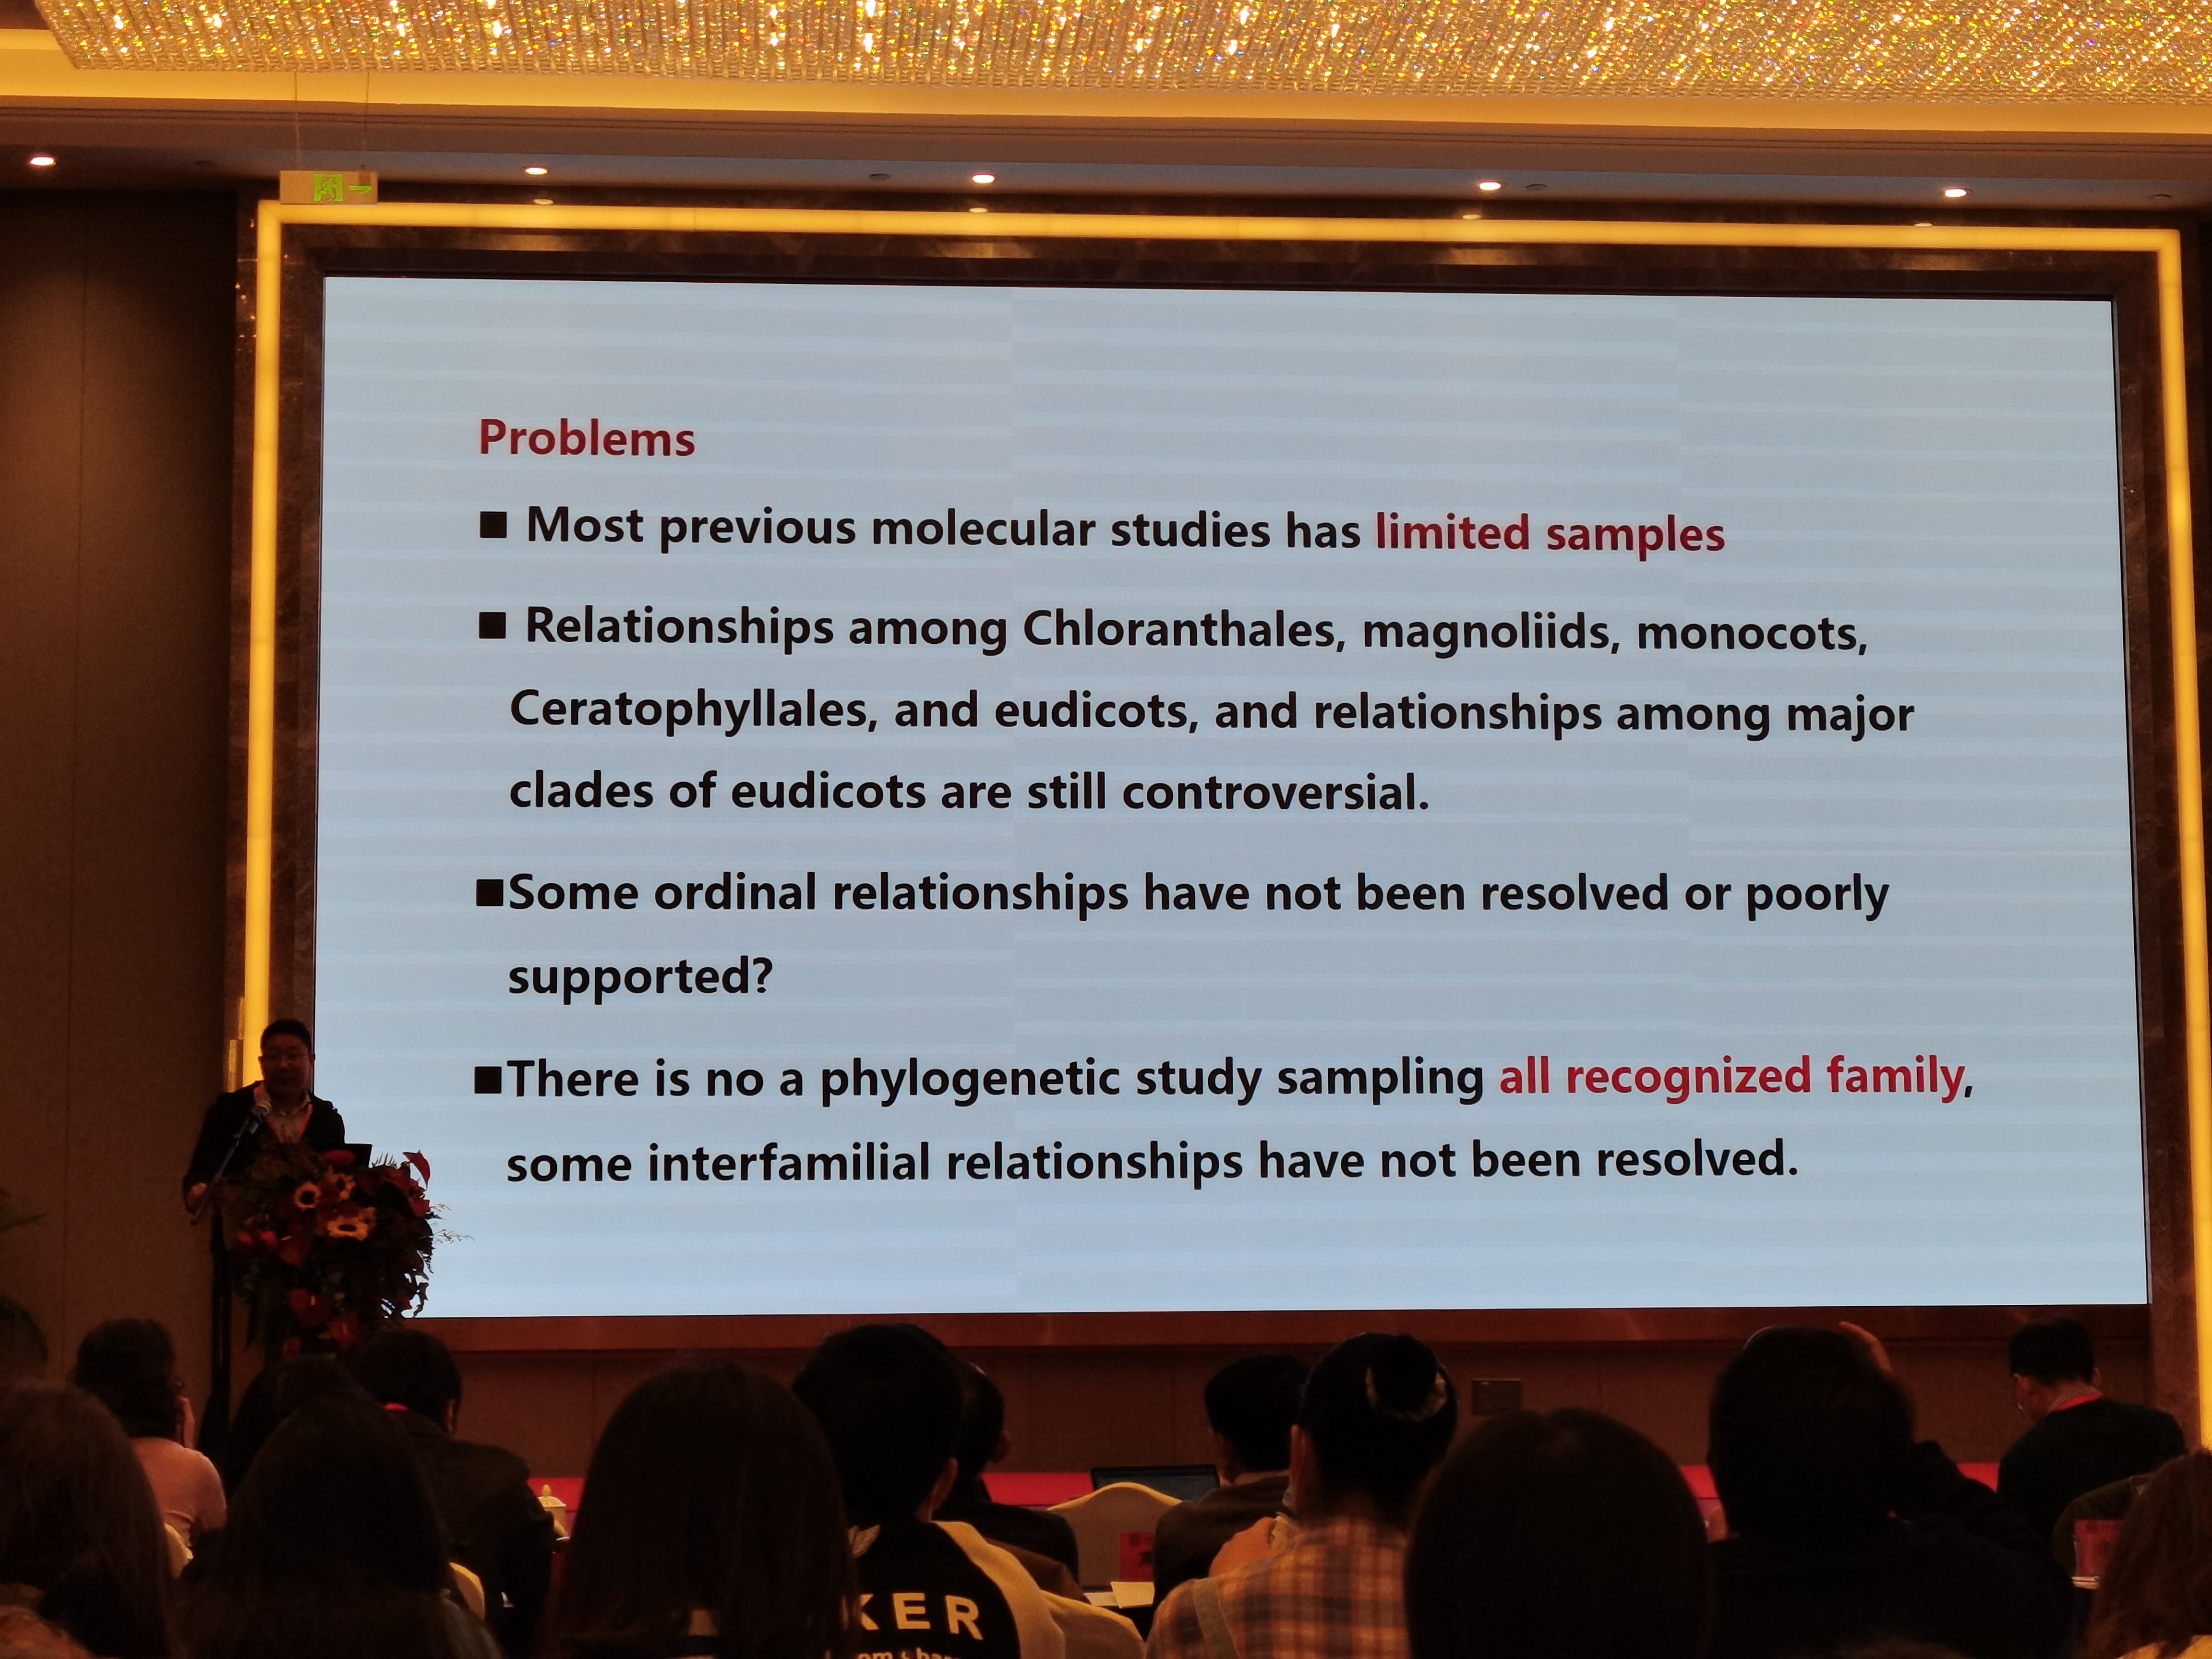 Problems
■ Most previous molecular studies has limited samples
■ Relationships among Chloranthales, magnoliids, monocots,
Ceratophyllales, and eudicots, and relationships among major
clades of eudicots are still controversial.
■Some ordinal relationships have not been resolved or poorly
supported?
■There is no a phylogenetic study sampling all recognized family,
some interfamilial relationships have not been resolved.
KER